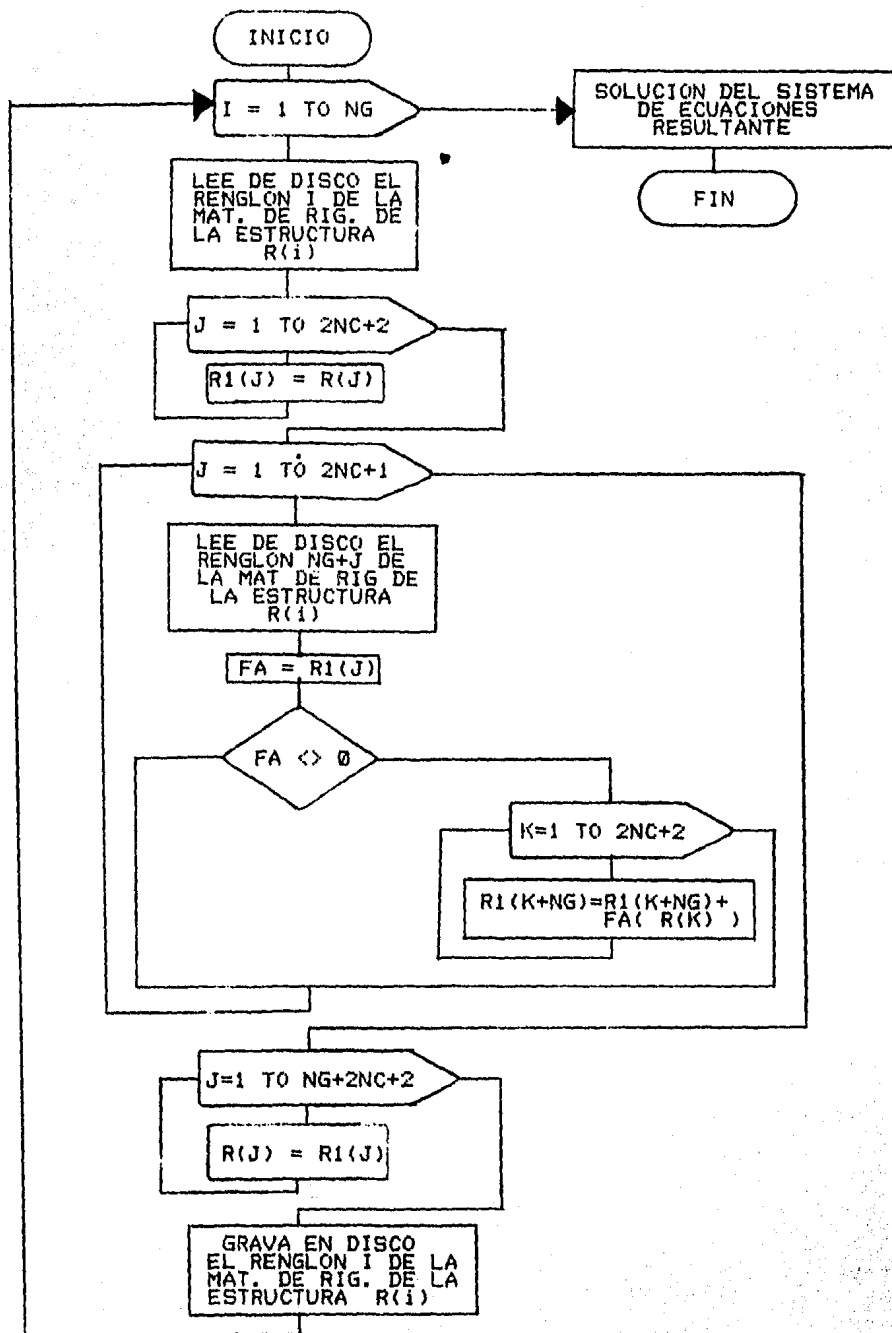 INICIO
I = 1 TO NG
SOLUCION DEL SISTEMA
DE ECUACIONES
RESULTANTE
FIN
LEE DE DISCO EL
RENGLON I DE LA
MAT. DE RIG. DE
LA ESTRUCTURA
R(i)
J = 1 TO 2NC+2
R1(J) = R(J)
J = 1 TO 2NC+1
LEE DE DISCO EL
RENGLON NG+J DE
LA MAT DE RIG DE
LA ESTRUCTURA
R(i)
FA = R1(J)
FA <> 0
K=1 TO 2NC+2
R1(K+NG)=R1(K+NG)+
FA( R(K) )
J=1 TO NG+2NC+2
R(J) = R1(J)
GRAVA EN DISCO
EL RENGLON I DE LA
MAT. DE RIG. DE LA
ESTRUCTURA R(i)